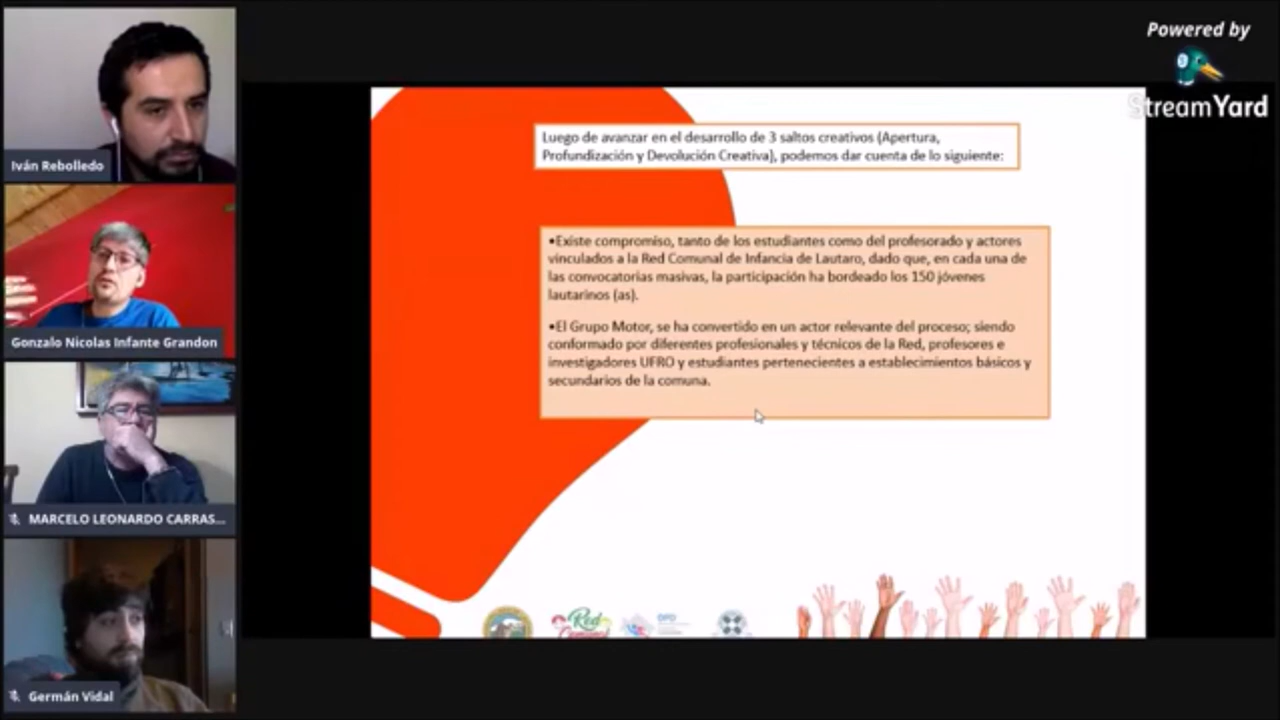 Powered by
StreamYard
Iván Rebolledo
Gonzalo Nicolas Infante Grandon
MARCELO LEONARDO CARRAS...
Germán Vidal
Luego de avanzar en el desarrollo de 3 saltos creativos (Apertura,
Profundización y Devolución Creativa), podemos dar cuenta de lo siguiente:
•Existe compromiso, tanto de los estudiantes como del profesorado y actores
vinculados a la Red Comunal de Infancia de Lautaro, dado que, en cada una de
las convocatorias masivas, la participación ha bordeado los 150 jóvenes
lautarinos (as).
•El Grupo Motor, se ha convertido en un actor relevante del proceso; siendo
conformado por diferentes profesionales y técnicos de la Red, profesores e
investigadores UFRO y estudiantes pertenecientes a establecimientos básicos y
secundarios de la comuna.
Red